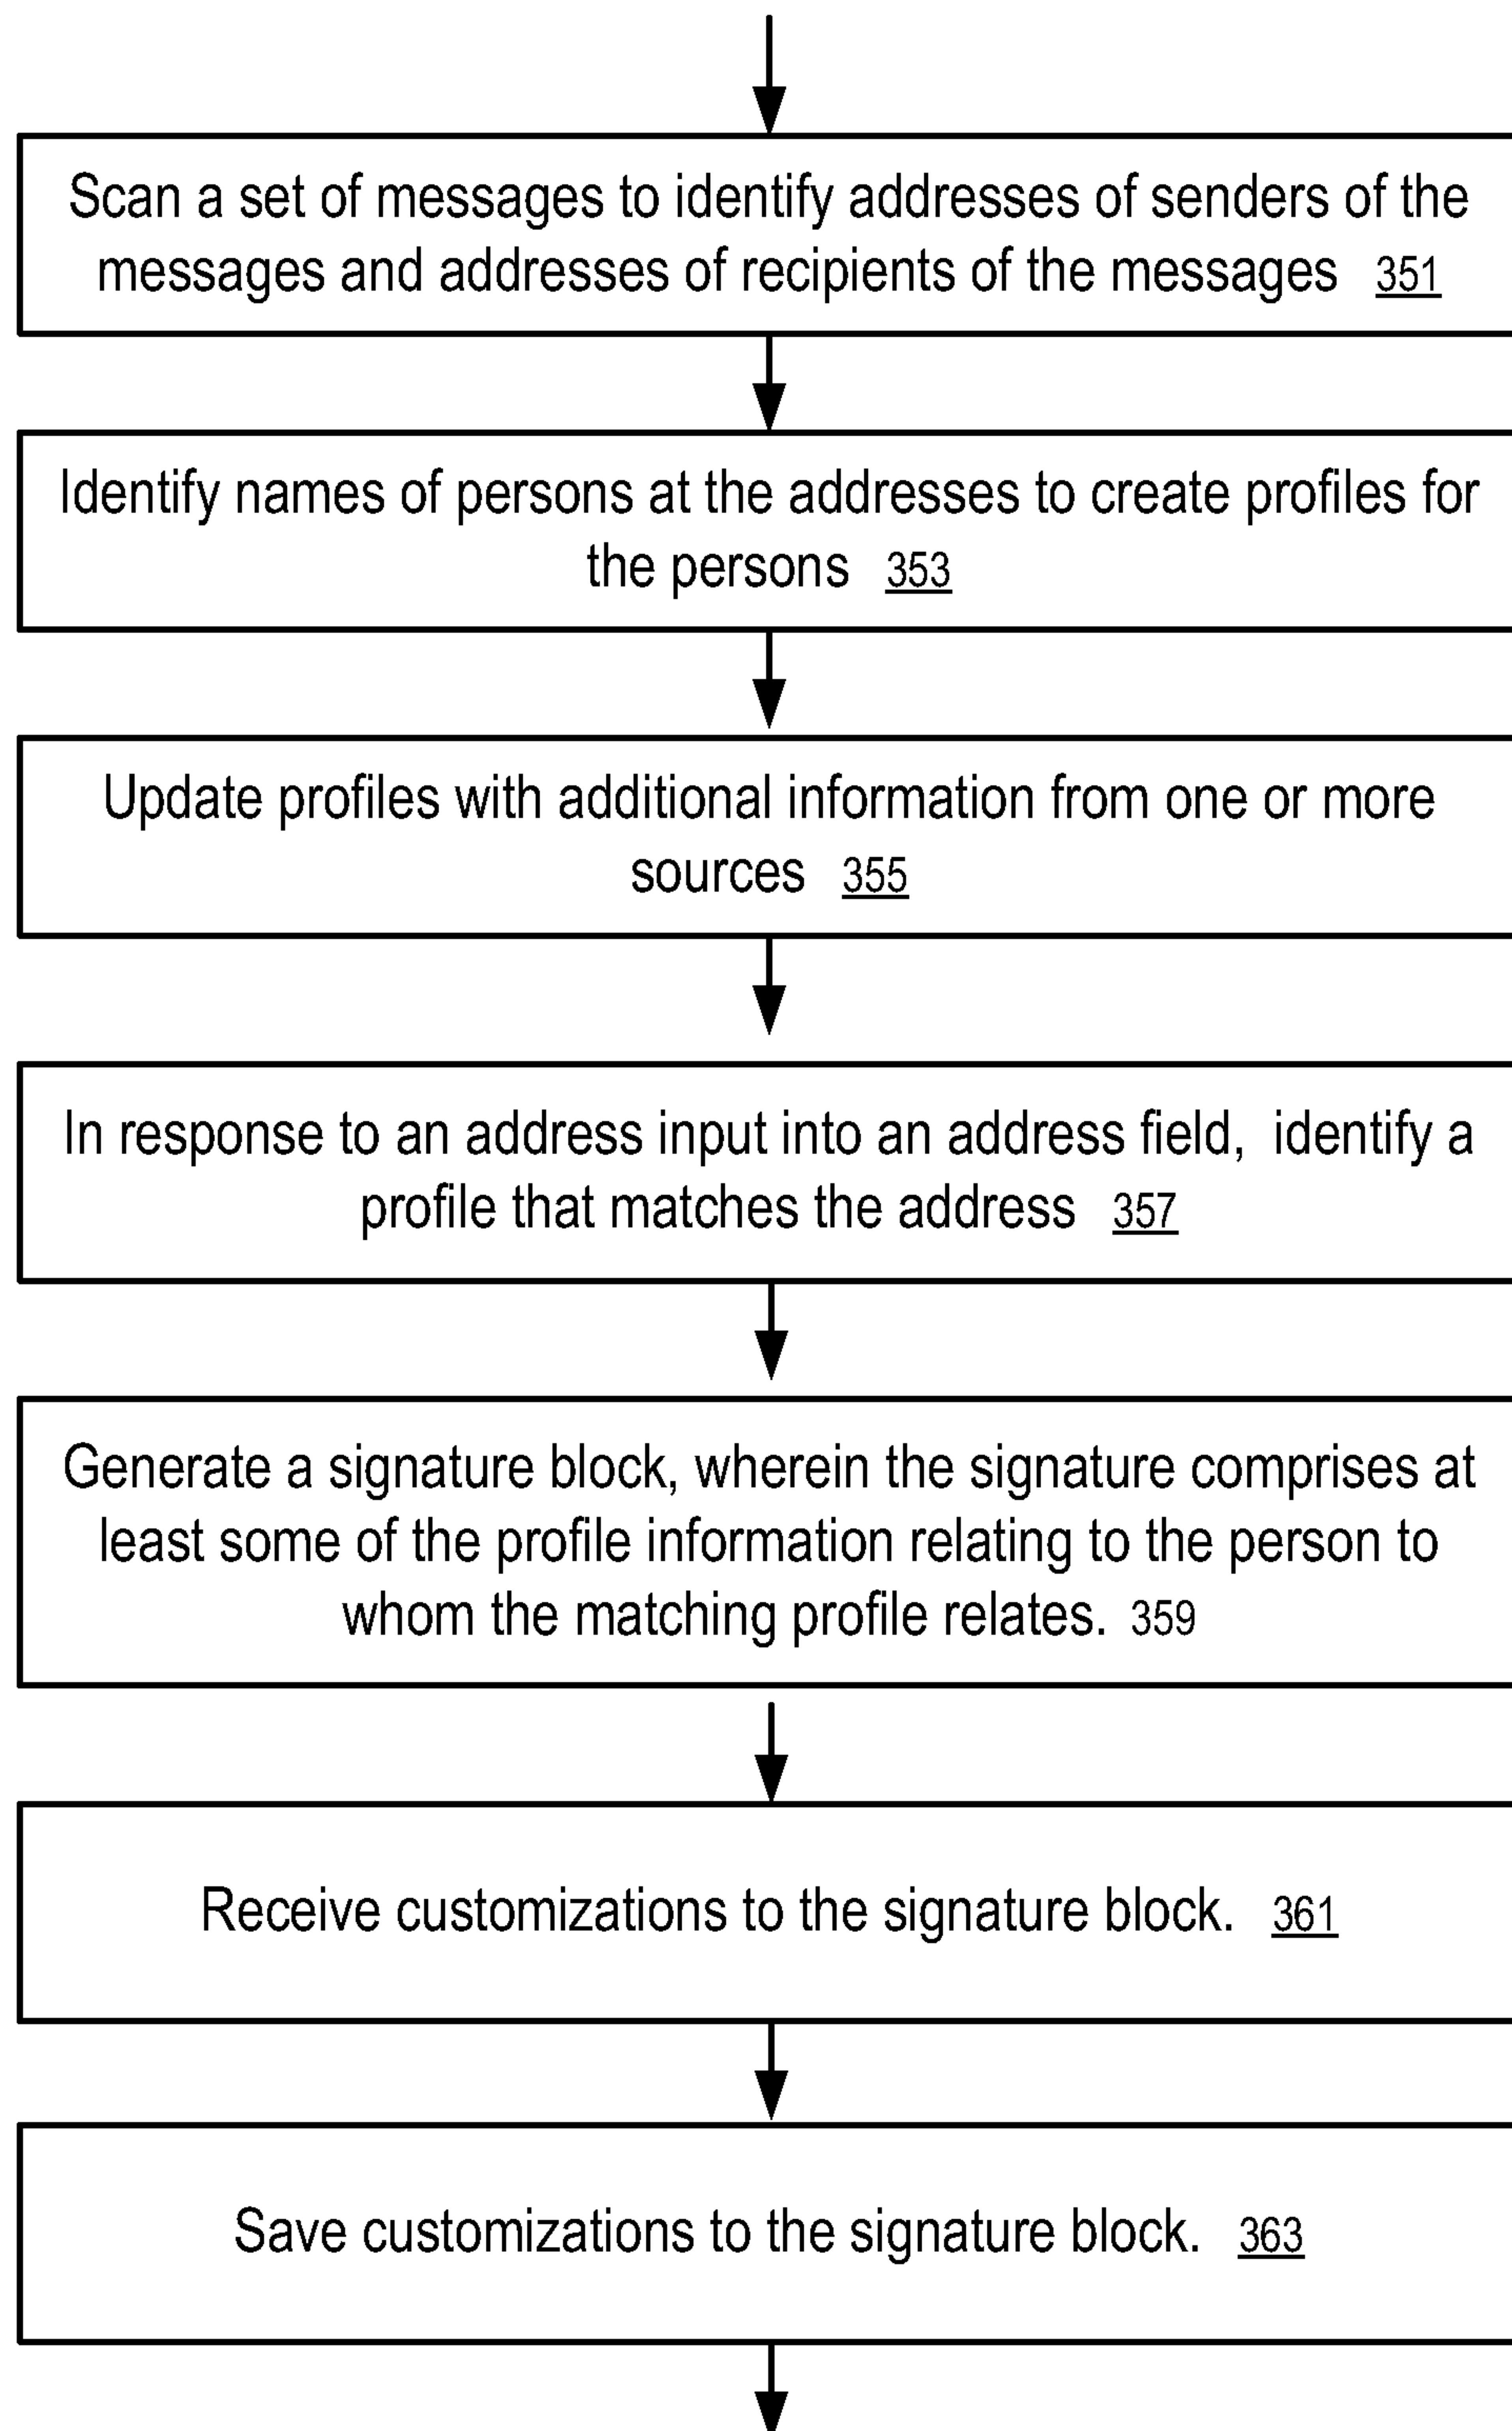 Scan a set of messages to identify addresses of senders of the
messages and addresses of recipients of the messages 351
Identify names of persons at the addresses to create profiles for
the persons 353
Update profiles with additional information from one or more
sources 355
In response to an address input into an address field, identify a
profile that matches the address 357
Generate a signature block, wherein the signature comprises at
least some of the profile information relating to the person to
whom the matching profile relates. 359
Receive customizations to the signature block. 361
Save customizations to the signature block. 363